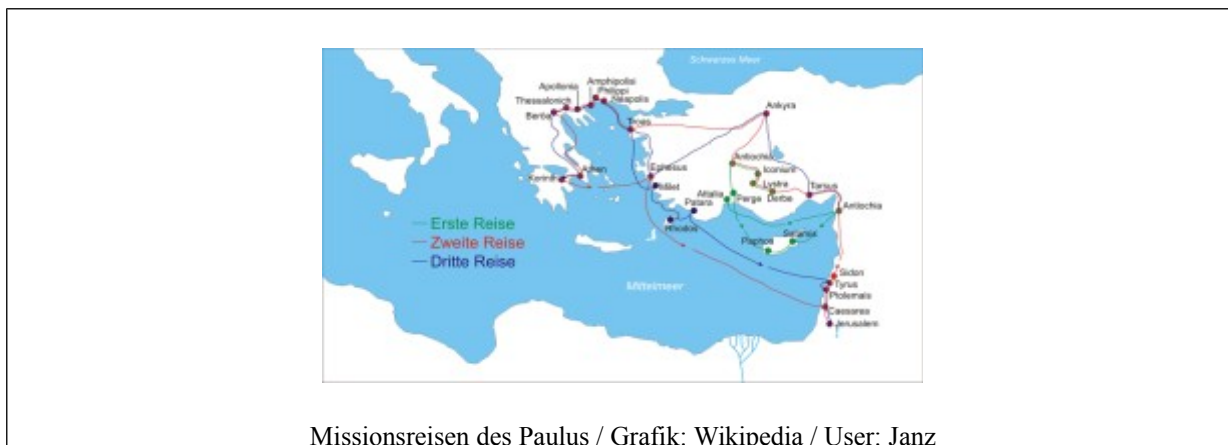 Schwarzes Meer
Amphipolis
Apollonia
Philippi
Thessalonich
Neapolis
Beröa
Troas
Ankyra
Athen
Korinth
Ephesus
Milet
Antiochia
Iconium
Lystra
Derbe
Tarsus
Attalia
Perge
Patara
Rhodos
Antiochia
Paphos
Salamis
Erste Reise
Zweite Reise
Dritte Reise
Mittelmeer
Sidon
Tyrus
Ptolemais
Caesarea
Jerusalem
Missionsreisen des Paulus / Grafik: Wikipedia / User: Janz